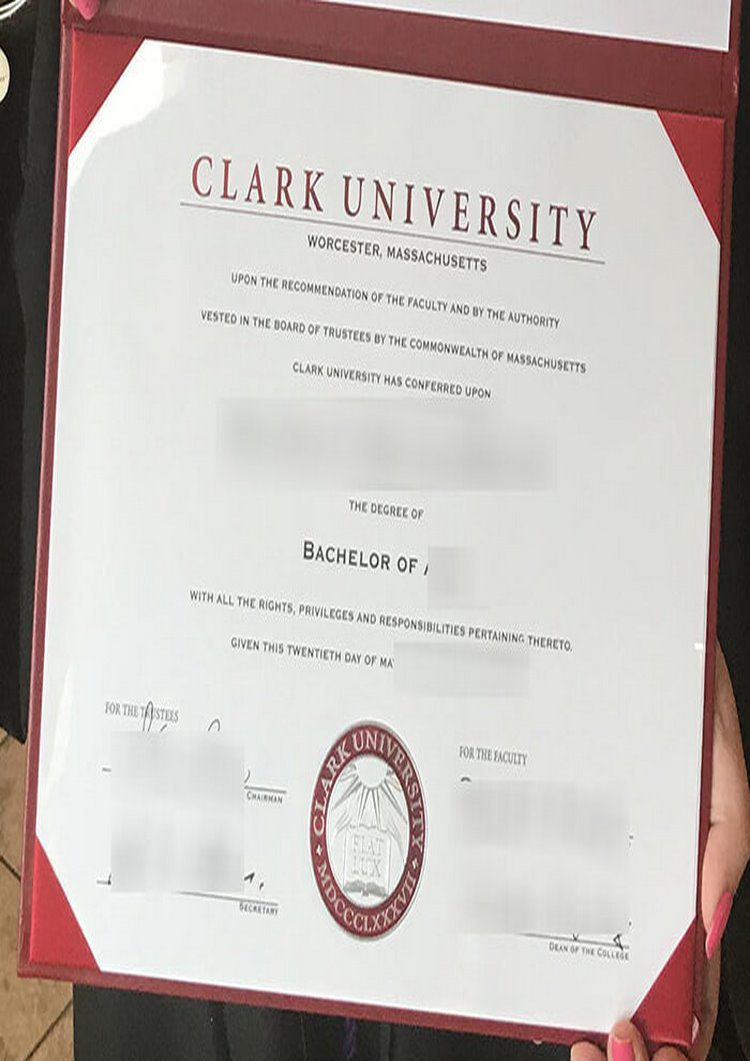 CLARK UNIVERSITY
WORCESTER, MASSACHUSETTS
UPON THE RECOMMENDATION OF THE FACULTY AND BY THE AUTHORITY
VESTED IN THE BOARD OF TRUSTEES BY THE COMMONWEALTH OF MASSACHUSETTS
CLARK UNIVERSITY HAS CONFERRED UPON
THE DEGREE OF
BACHELOR OF
WITH ALL THE RIGHTS, PRIVILEGES AND RESPONSIBILITIES PERTAINING THERETO.
GIVEN THIS TWENTIETH DAY OF
FOR THE TRUSTEES
CHAIRMAN
SECRETARY
CLARK UNIVERSITY
FIAT
LUX
MDCCCLXXXVII
FOR THE FACULTY
DEAN OF THE COLLEGE